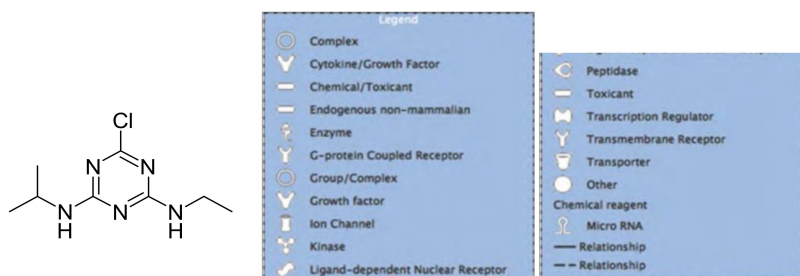 Cl
N N
N N N
H H
Legend
Complex
Cytokine/Growth Factor
Chemical/Toxicant
Endogenous non-mammalian
Enzyme
G-protein Coupled Receptor
Group/Complex
Growth factor
Ion Channel
Kinase
Ligand-dependent Nuclear Receptor
Peptidase
Toxicant
Transcription Regulator
Transmembrane Receptor
Transporter
Other
Chemical reagent
Micro RNA
Relationship
Relationship